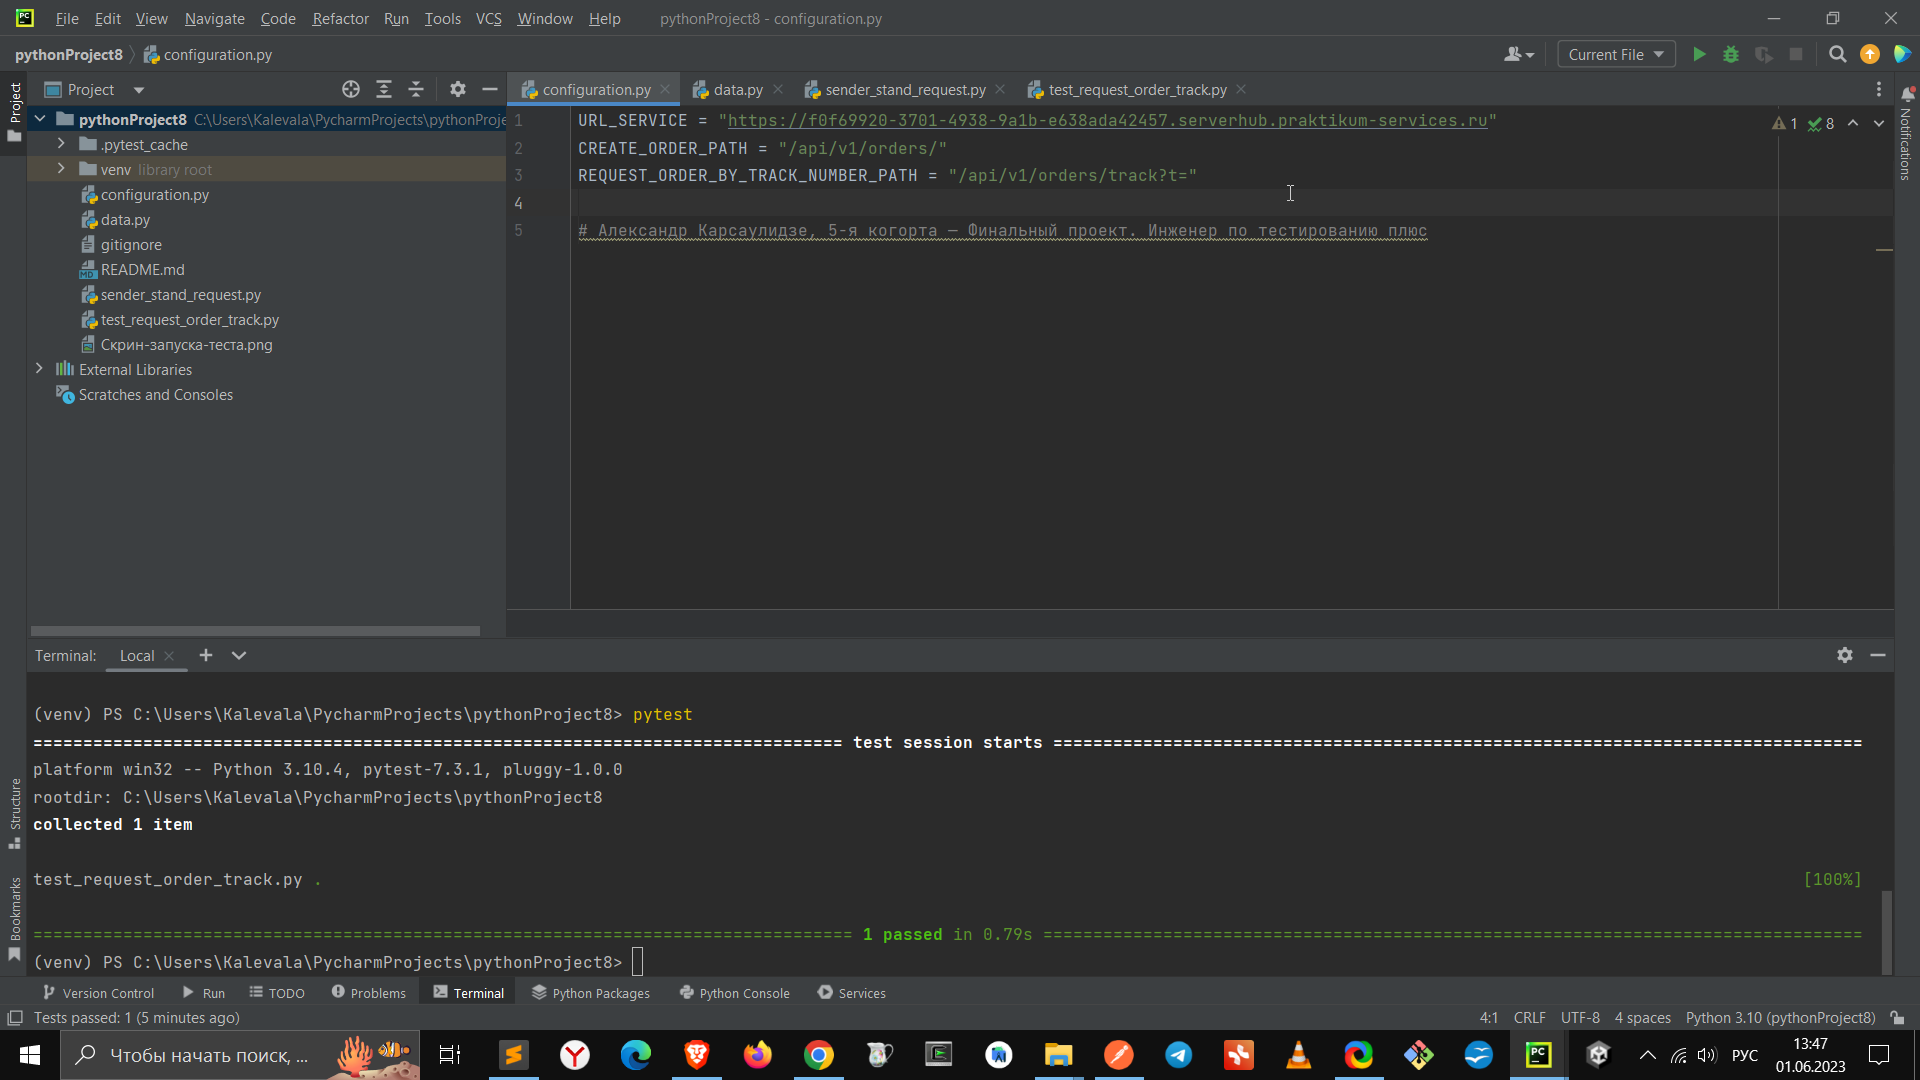 PC File Edit View Navigate Code Refactor Run Tools VCS Window Help pythonProject8 - configuration.py
pythonProject8 configuration.py Current File
Project
configuration.py data.py sender_stand_request.py test_request_order_track.py
Project
Notifications
pythonProject8 C:\Users\Kalevala\PycharmProjects\pythonProje
.pytest_cache
venv library root
configuration.py
data.py
gitignore
README.md
sender_stand_request.py
test_request_order_track.py
Скрин-запуска-теста.png
External Libraries
Scratches and Consoles
1 URL_SERVICE = "https://f0f69920-3701-4938-9a1b-e638ada42457.serverhub.praktikum-services.ru"
2 CREATE_ORDER_PATH = "/api/v1/orders/"
3 REQUEST_ORDER_BY_TRACK_NUMBER_PATH = "/api/v1/orders/track?t="
4
5 # Александр Карсаулидзе, 5-я когорта — Финальный проект. Инженер по тестированию плюс
1 8
Terminal: Local
(venv) PS C:\Users\Kalevala\PycharmProjects\pythonProject8> pytest
================================================================================= test session starts =================================================================================
platform win32 -- Python 3.10.4, pytest-7.3.1, pluggy-1.0.0
rootdir: C:\Users\Kalevala\PycharmProjects\pythonProject8
collected 1 item
test_request_order_track.py . [100%]
================================================================================== 1 passed in 0.79s ==================================================================================
(venv) PS C:\Users\Kalevala\PycharmProjects\pythonProject8>
Structure
Bookmarks
Version Control Run TODO Problems Terminal Python Packages Python Console Services
Tests passed: 1 (5 minutes ago) 4:1 CRLF UTF-8 4 spaces Python 3.10 (pythonProject8)
Чтобы начать поиск, ... PC РУС 13:47
01.06.2023